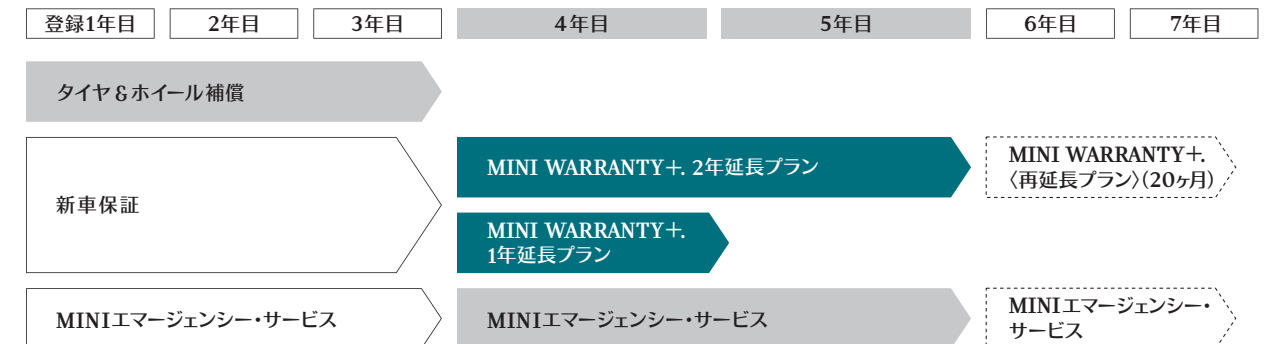 登録1年目
2年目
3年目
4年目
5年目
6年目
7年目
タイヤ&ホイール補償
新車保証
MINI WARRANTY+. 2年延長プラン
MINI WARRANTY+.
〈再延長プラン〉(20ヶ月)
MINI WARRANTY+.
1年延長プラン
MINIエマージェンシー・サービス
MINIエマージェンシー・サービス
MINIエマージェンシー・
サービス